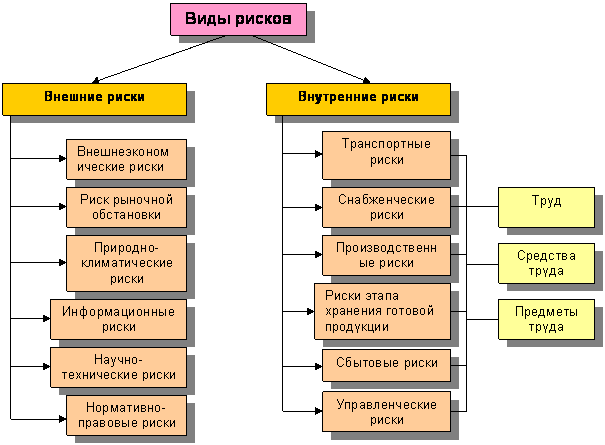 Виды рисков
Внешние риски
Внешнеэконом
ические риски
Риск рыночной
обстановки
Природно-
климатические
риски
Информационные
риски
Научно-
технические риски
Нормативно-
правовые риски
Внутренние риски
Транспортные
риски
Снабженческие
риски
Производственн
ные риски
Риски этапа
хранения готовой
продукции
Сбытовые риски
Управленческие
риски
Труд
Средства
труда
Предметы
труда